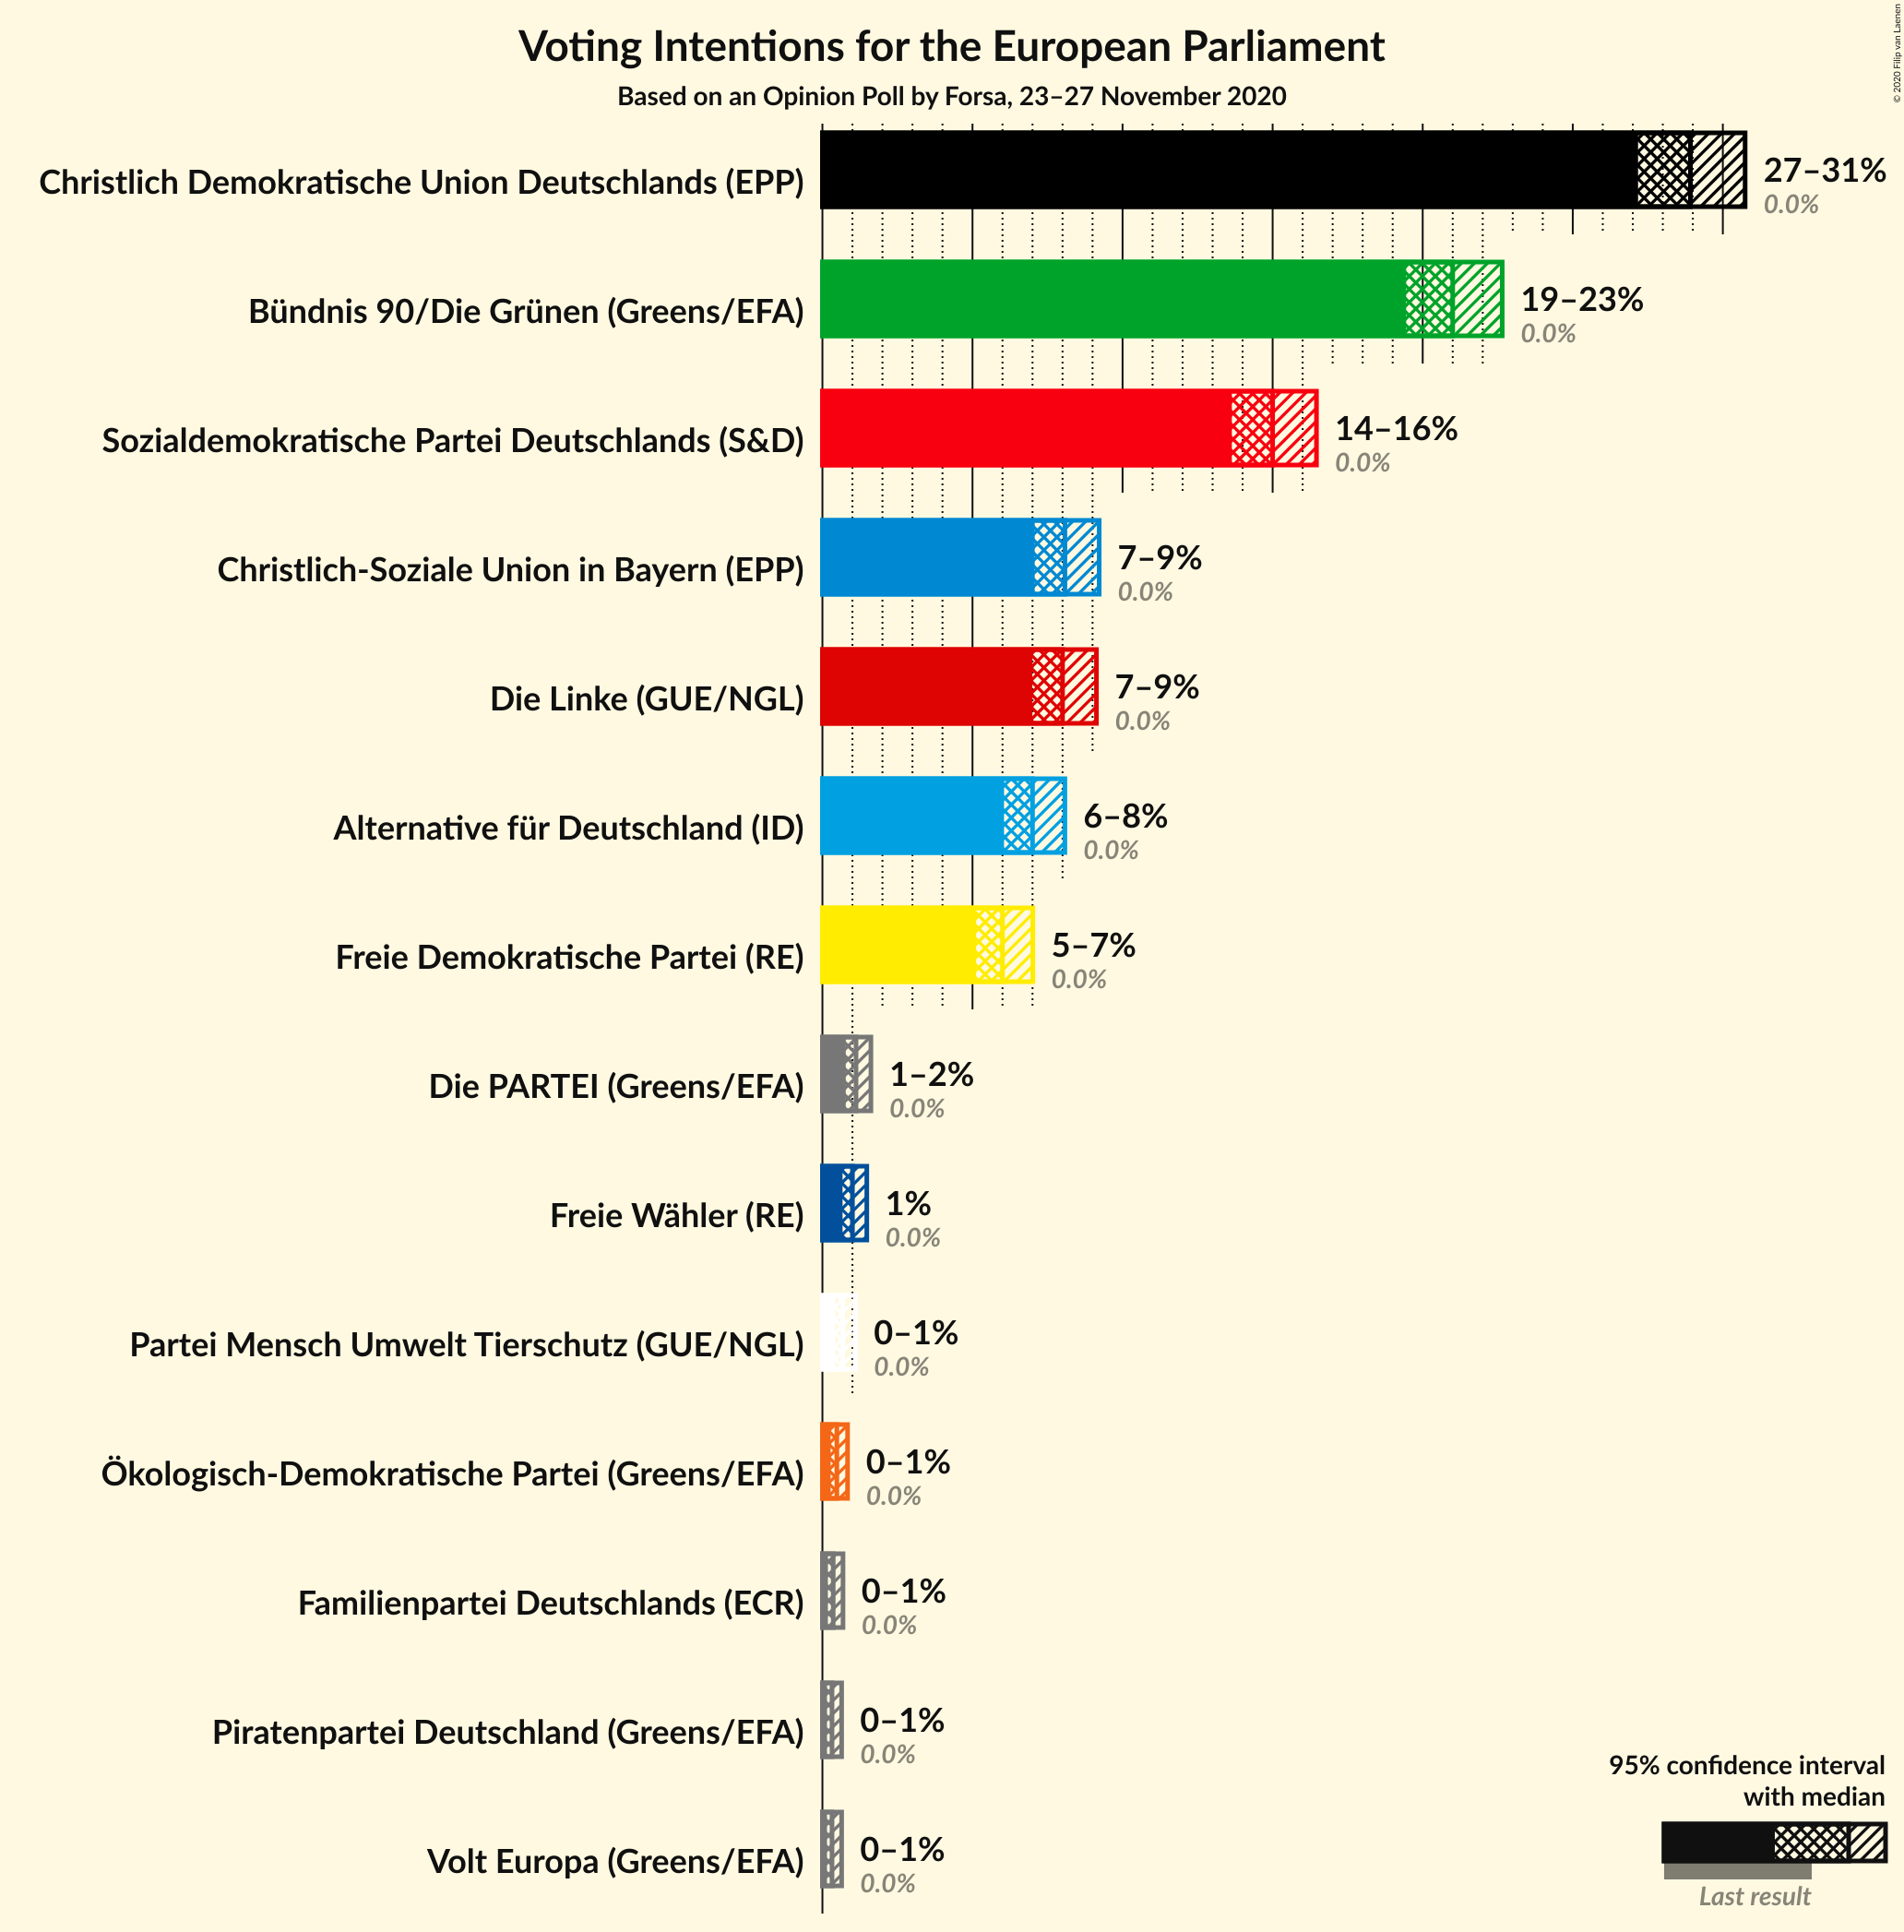 Voting Intentions for the European Parliament
Based on an Opinion Poll by Forsa, 23–27 November 2020
© 2020 Filip van Laenen
Christlich Demokratische Union Deutschlands (EPP)
27–31%
0.0%
Bündnis 90/Die Grünen (Greens/EFA)
19–23%
0.0%
Sozialdemokratische Partei Deutschlands (S&D)
14–16%
0.0%
Christlich-Soziale Union in Bayern (EPP)
7–9%
0.0%
Die Linke (GUE/NGL)
7–9%
0.0%
Alternative für Deutschland (ID)
6–8%
0.0%
Freie Demokratische Partei (RE)
5–7%
0.0%
Die PARTEI (Greens/EFA)
1–2%
0.0%
Freie Wähler (RE)
1%
0.0%
Partei Mensch Umwelt Tierschutz (GUE/NGL)
0–1%
0.0%
Ökologisch-Demokratische Partei (Greens/EFA)
0–1%
0.0%
Familienpartei Deutschlands (ECR)
0–1%
0.0%
Piratenpartei Deutschland (Greens/EFA)
0–1%
0.0%
Volt Europa (Greens/EFA)
0–1%
0.0%
95% confidence interval
with median
Last result